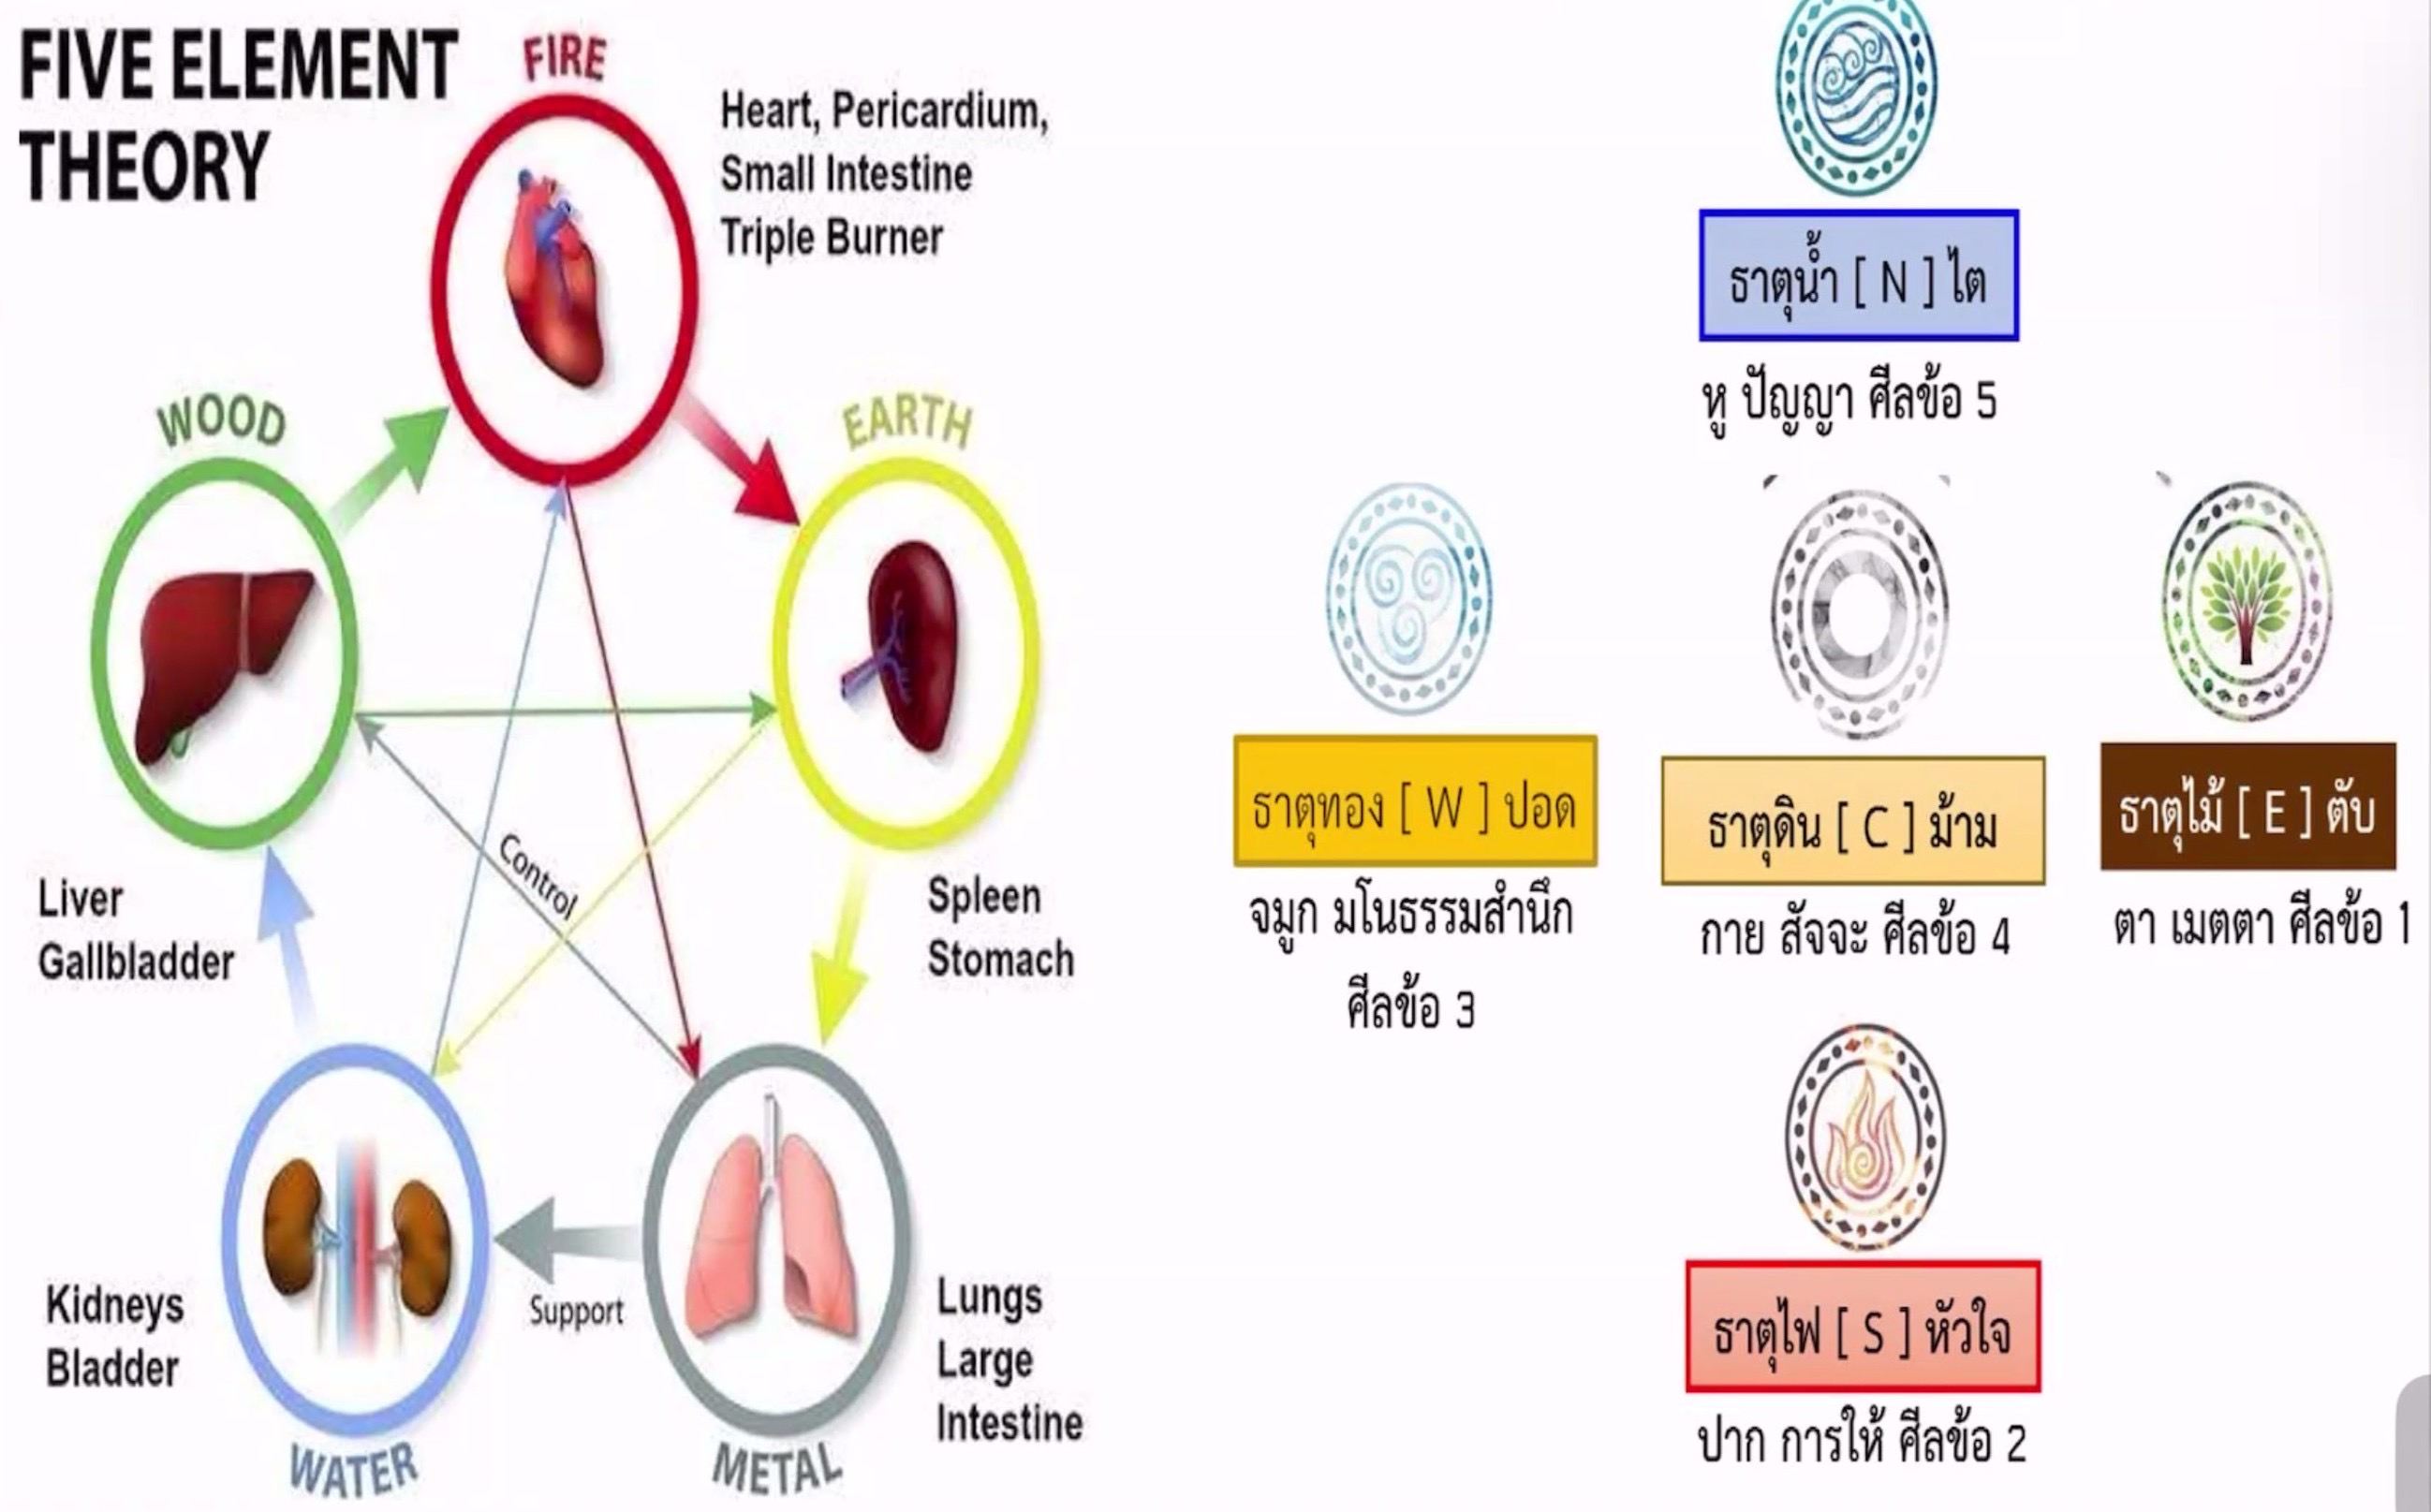 FIVE ELEMENT
THEORY
FIRE
Heart, Pericardium,
Small Intestine
Triple Burner
WOOD
EARTH
Control
Liver
Gallbladder
Spleen
Stomach
Support
Kidneys
Bladder
Lungs
Large
Intestine
WATER
METAL
ธาตุน้ำ [ N ] ไต
หู ปัญญา ศีลข้อ 5
ธาตุทอง [ W ] ปอด
จมูก มโนธรรมสำนึก
ศีลข้อ 3
ธาตุดิน [ C ] ม้าม
กาย สัจจะ ศีลข้อ 4
ธาตุไม้ [ E ] ตับ
ตา เมตตา ศีลข้อ 1
ธาตุไฟ [ S ] หัวใจ
ปาก การให้ ศีลข้อ 2